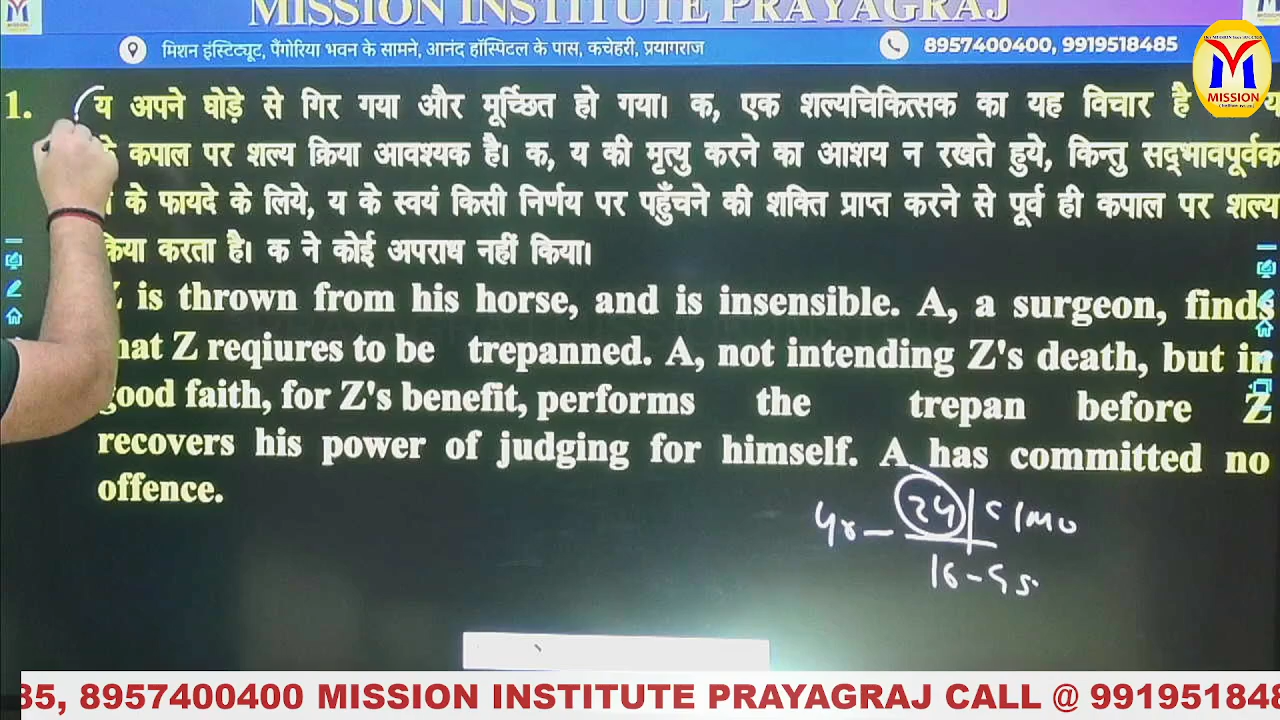 MISSION INSTITUTE PRAYAGRAJ
मिशन इंस्टिट्यूट, पैंगोरिया भवन के सामने, आनंद हॉस्पिटल के पास, कचेहरी, प्रयागराज
8957400400, 9919518485
MISSION
1. य अपने घोड़े से गिर गया और मूर्च्छित हो गया। क, एक शल्यचिकित्सक का यह विचार है
कपाल पर शल्य क्रिया आवश्यक है। क, य की मृत्यु करने का आशय न रखते हुये, किन्तु सद्भावपूर्वक
के फायदे के लिये, य के स्वयं किसी निर्णय पर पहुँचने की शक्ति प्राप्त करने से पूर्व ही कपाल पर शल्य
क्रिया करता है। क ने कोई अपराध नहीं किया।
Z is thrown from his horse, and is insensible. A, a surgeon, finds
that Z reqiures to be trepanned. A, not intending Z's death, but in
good faith, for Z's benefit, performs the trepan before Z
recovers his power of judging for himself. A has committed no
offence.
85, 8957400400 MISSION INSTITUTE PRAYAGRAJ CALL @ 991951848